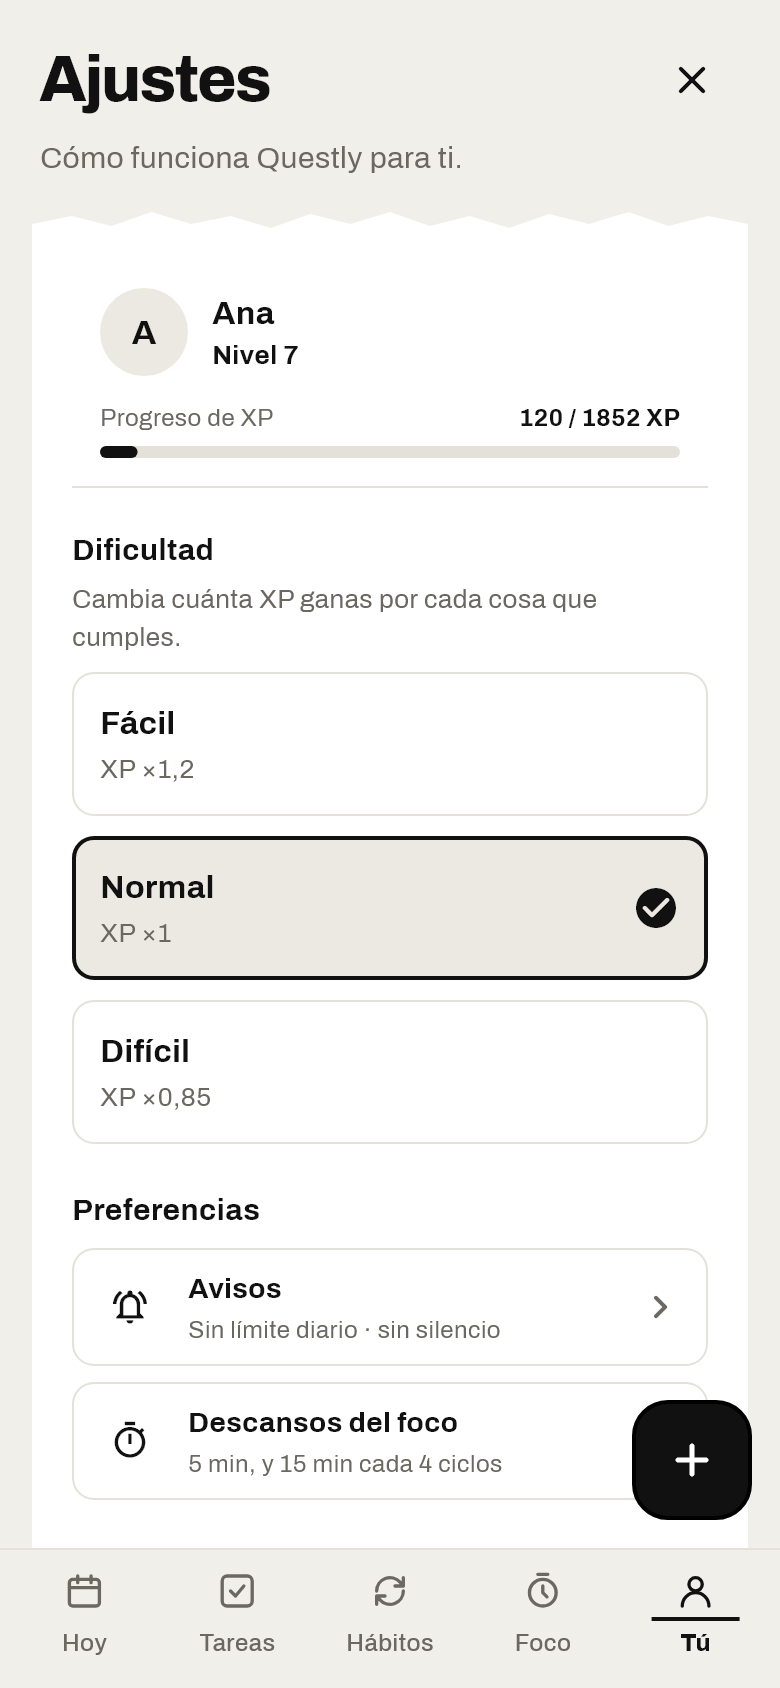 Ajustes
Cómo funciona Questly para ti.
A
Ana
Nivel 7
Progreso de XP
120 / 1852 XP
Dificultad
Cambia cuánta XP ganas por cada cosa que
cumples.
Fácil
XP ×1,2
Normal
XP ×1
Difícil
XP ×0,85
Preferencias
Avisos
Sin límite diario · sin silencio
Descansos del foco
5 min, y 15 min cada 4 ciclos
Hoy
Tareas
Hábitos
Foco
Tú